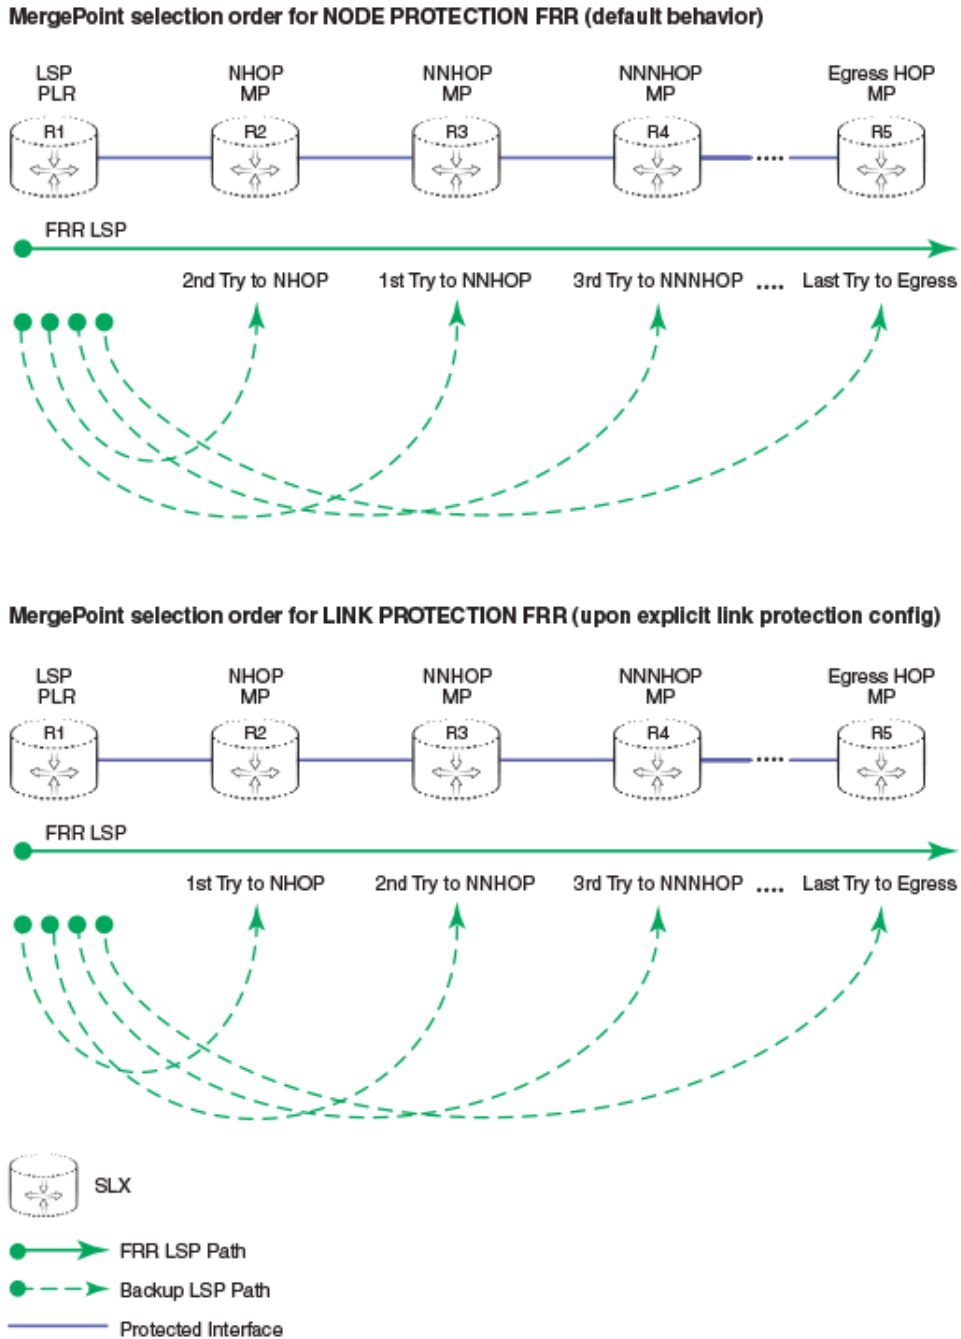 MergePoint selection order for NODE PROTECTION FRR (default behavior)
LSP PLR
NHOP MP
NNHOP MP
NNNHOP MP
Egress HOP MP
R1 R2 R3 R4 .... R5
FRR LSP
2nd Try to NHOP 1st Try to NNHOP 3rd Try to NNNHOP .... Last Try to Egress
MergePoint selection order for LINK PROTECTION FRR (upon explicit link protection config)
LSP PLR
NHOP MP
NNHOP MP
NNNHOP MP
Egress HOP MP
R1 R2 R3 R4 .... R5
FRR LSP
1st Try to NHOP 2nd Try to NNHOP 3rd Try to NNNHOP .... Last Try to Egress
SLX
FRR LSP Path
Backup LSP Path
Protected Interface